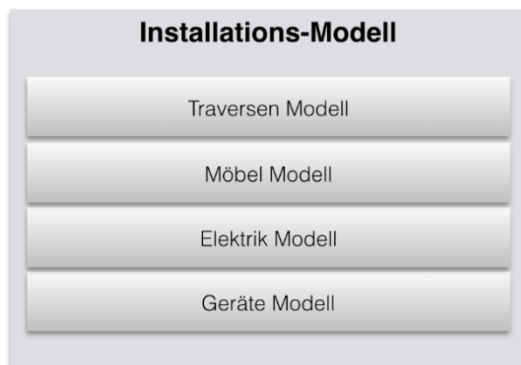 Installations-Modell
Traversen Modell
Möbel Modell
Elektrik Modell
Geräte Modell